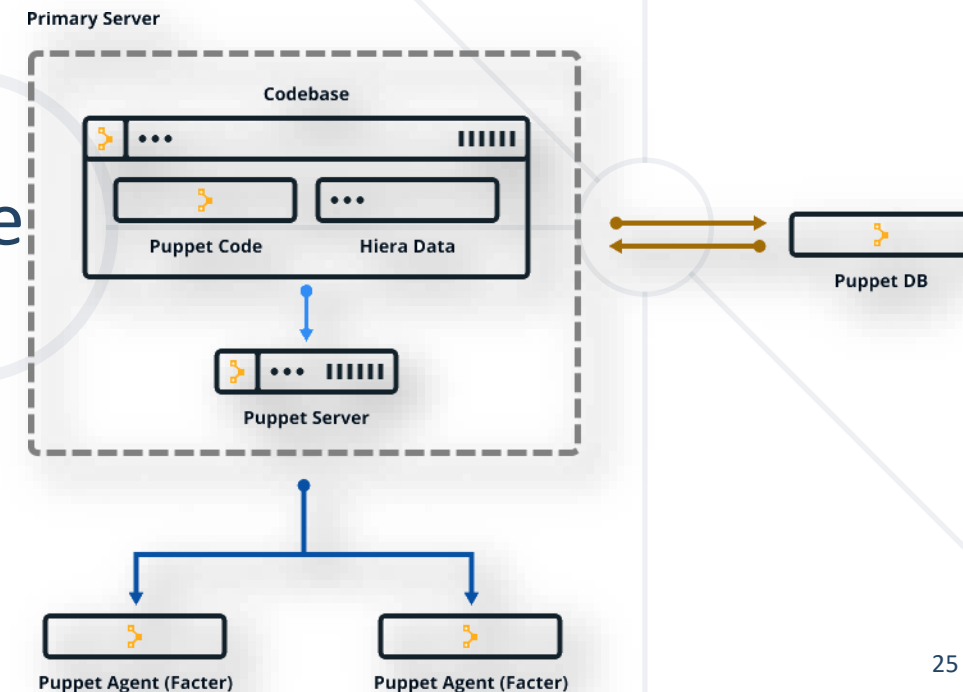 Primary Server
Codebase
e
Puppet Code
Hiera Data
Puppet DB
Puppet Server
Puppet Agent (Facter)
Puppet Agent (Facter)
25